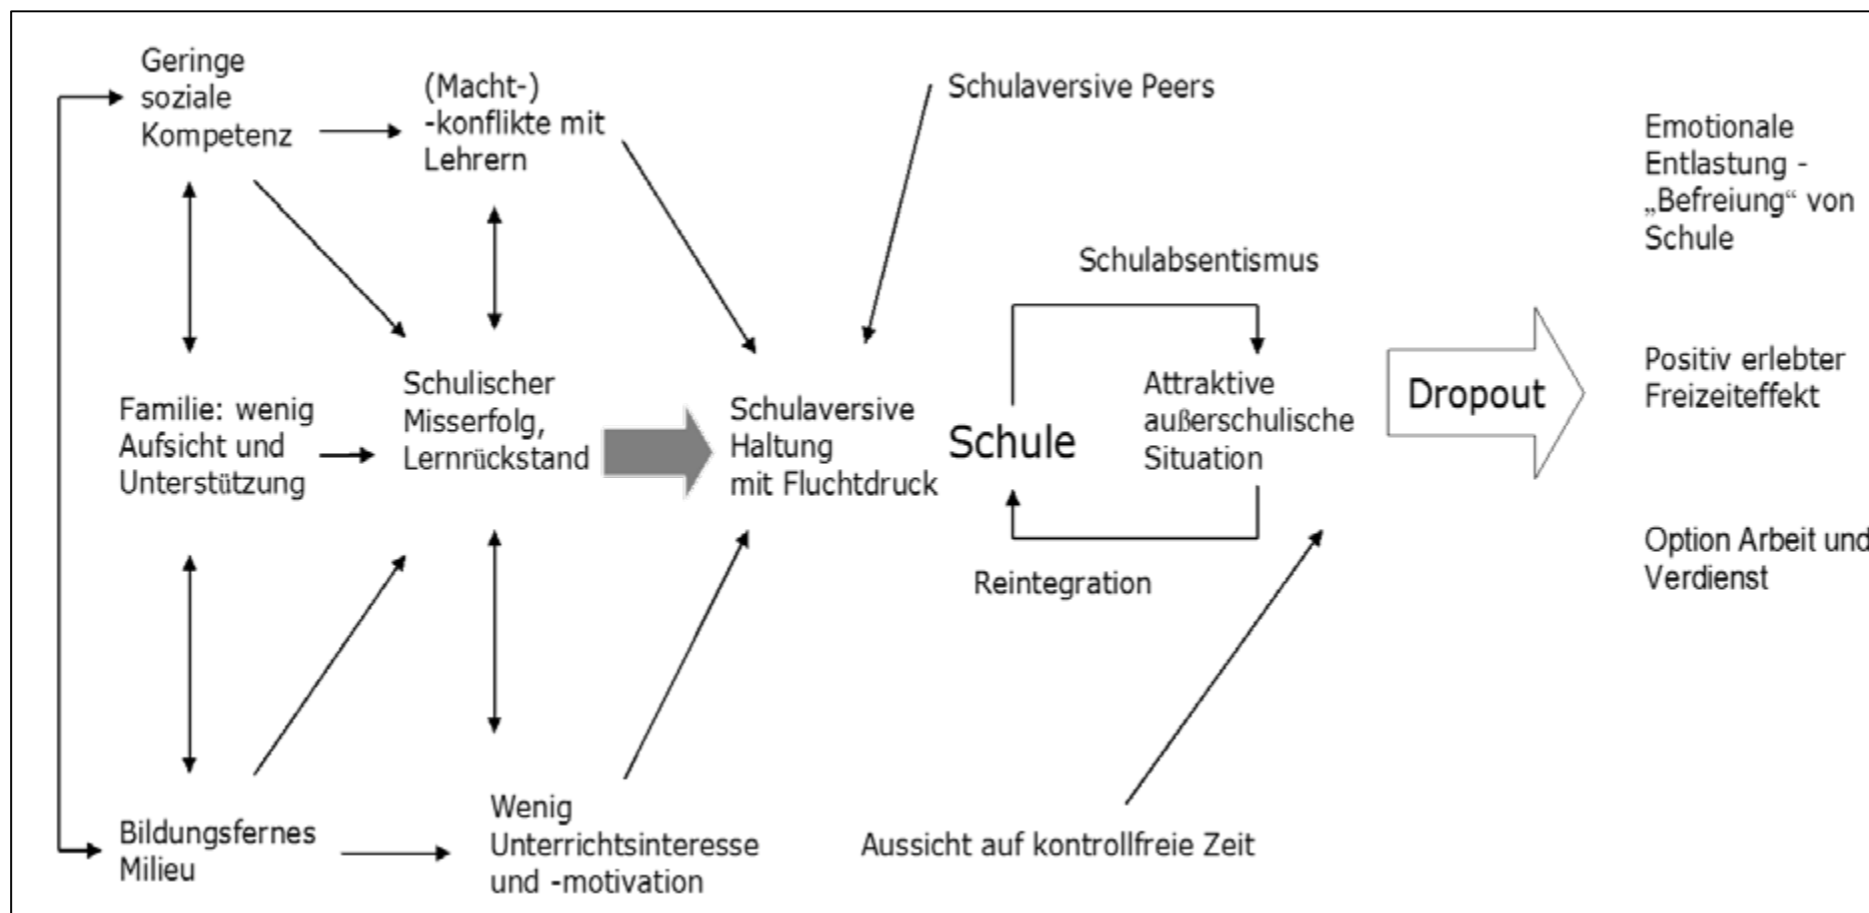 Geringe
soziale
Kompetenz
(Macht-)
-konflikte mit
Lehrern
Schulaversive Peers
Emotionale
Entlastung -
„Befreiung“ von
Schule
Schulabsentismus
Familie: wenig
Aufsicht und
Unterstützung
Schulischer
Misserfolg,
Lernrückstand
Schulaversive
Haltung
mit Fluchtdruck
Schule
Attraktive
außerschulische
Situation
Dropout
Positiv erlebter
Freizeiteffekt
Reintegration
Option Arbeit und
Verdienst
Bildungsfernes
Milieu
Wenig
Unterrichtsinteresse
und -motivation
Aussicht auf kontrollfreie Zeit